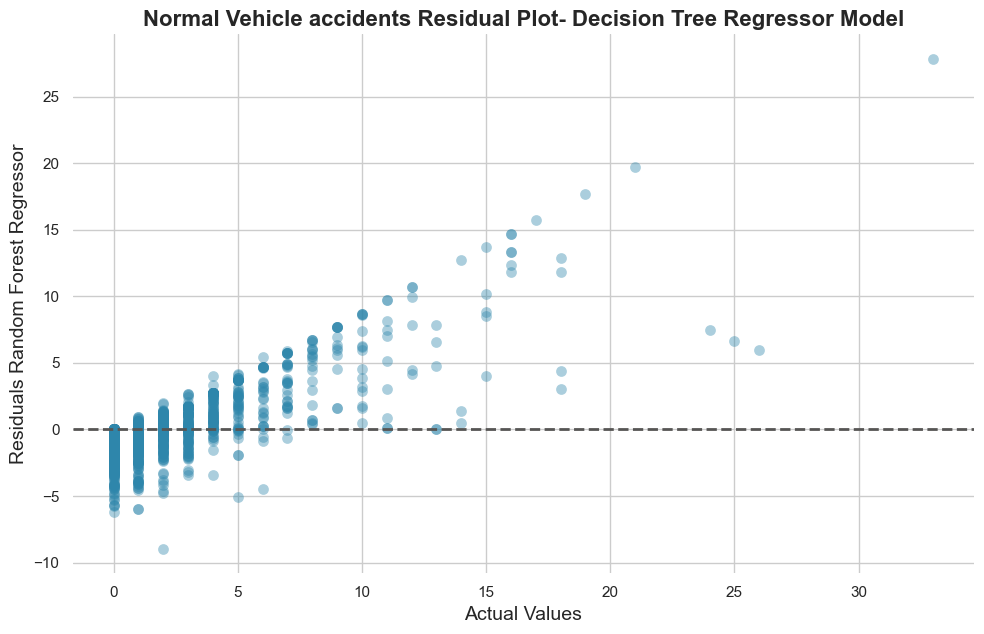 Normal Vehicle accidents Residual Plot- Decision Tree Regressor Model
Residuals Random Forest Regressor
25
20
15
10
5
0
−5
−10
0 5 10 15 20 25 30
Actual Values